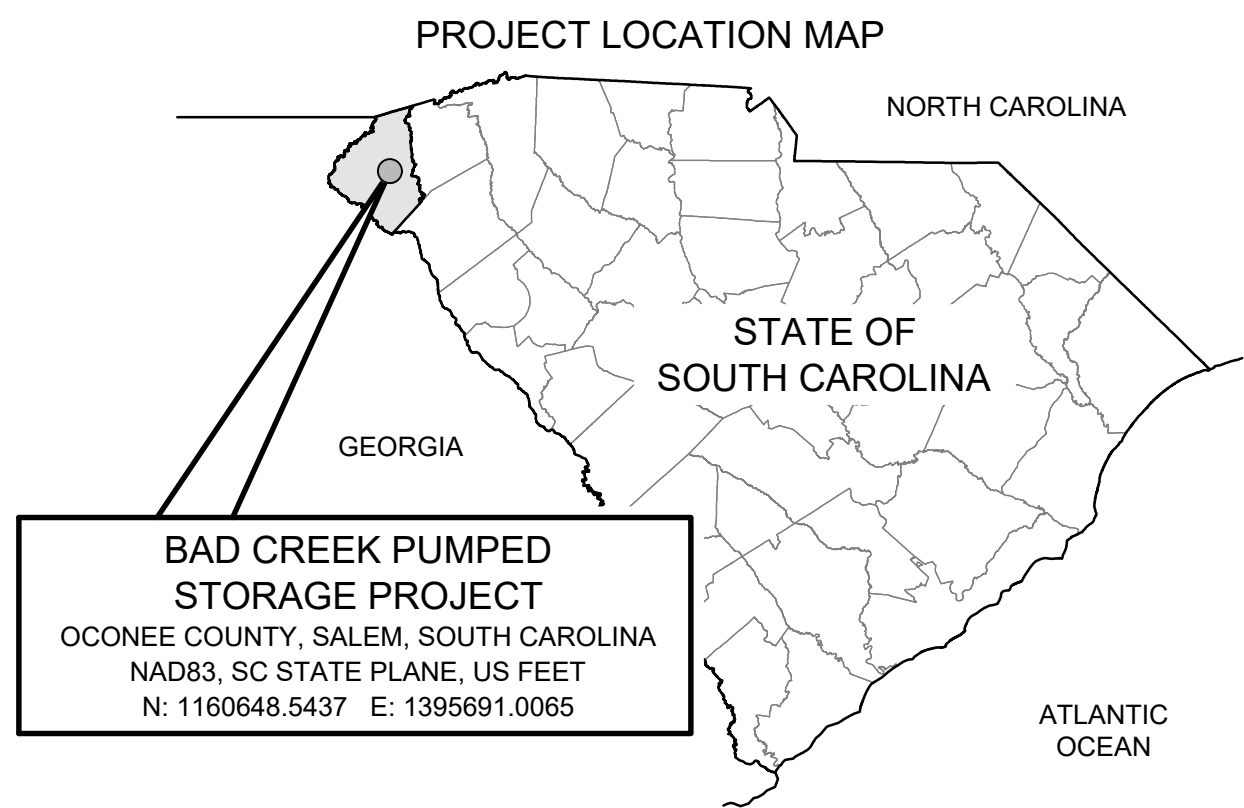 PROJECT LOCATION MAP
NORTH CAROLINA
STATE OF
SOUTH CAROLINA
GEORGIA
BAD CREEK PUMPED
STORAGE PROJECT
OCONEE COUNTY, SALEM, SOUTH CAROLINA
NAD83, SC STATE PLANE, US FEET
N: 1160648.5437 E: 1395691.0065
ATLANTIC
OCEAN